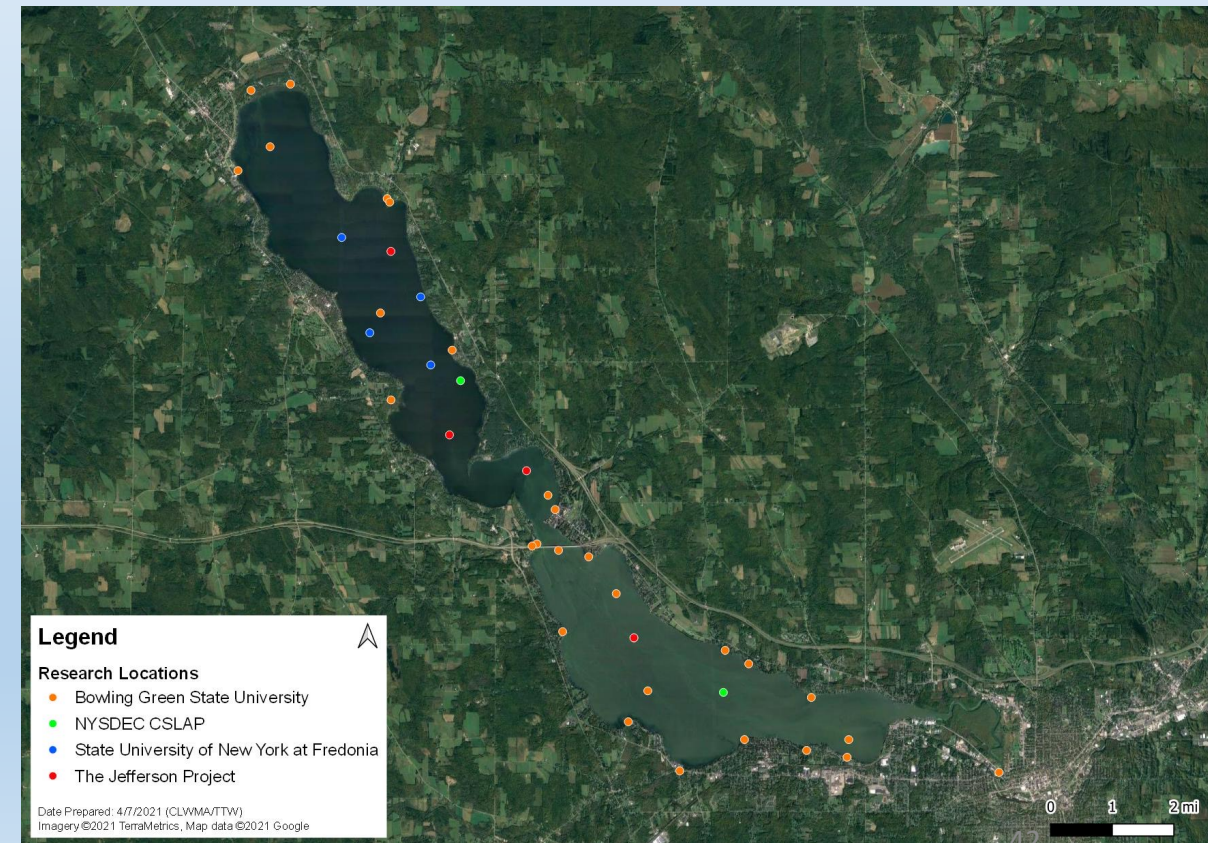 Legend
Research Locations
Bowling Green State University
NYSDEC CSLAP
State University of New York at Fredonia
The Jefferson Project
Date Prepared: 4/7/2021 (CLWMA/TTW)
Imagery ©2021 TerraMetrics, Map data ©2021 Google
0 1 2 mi